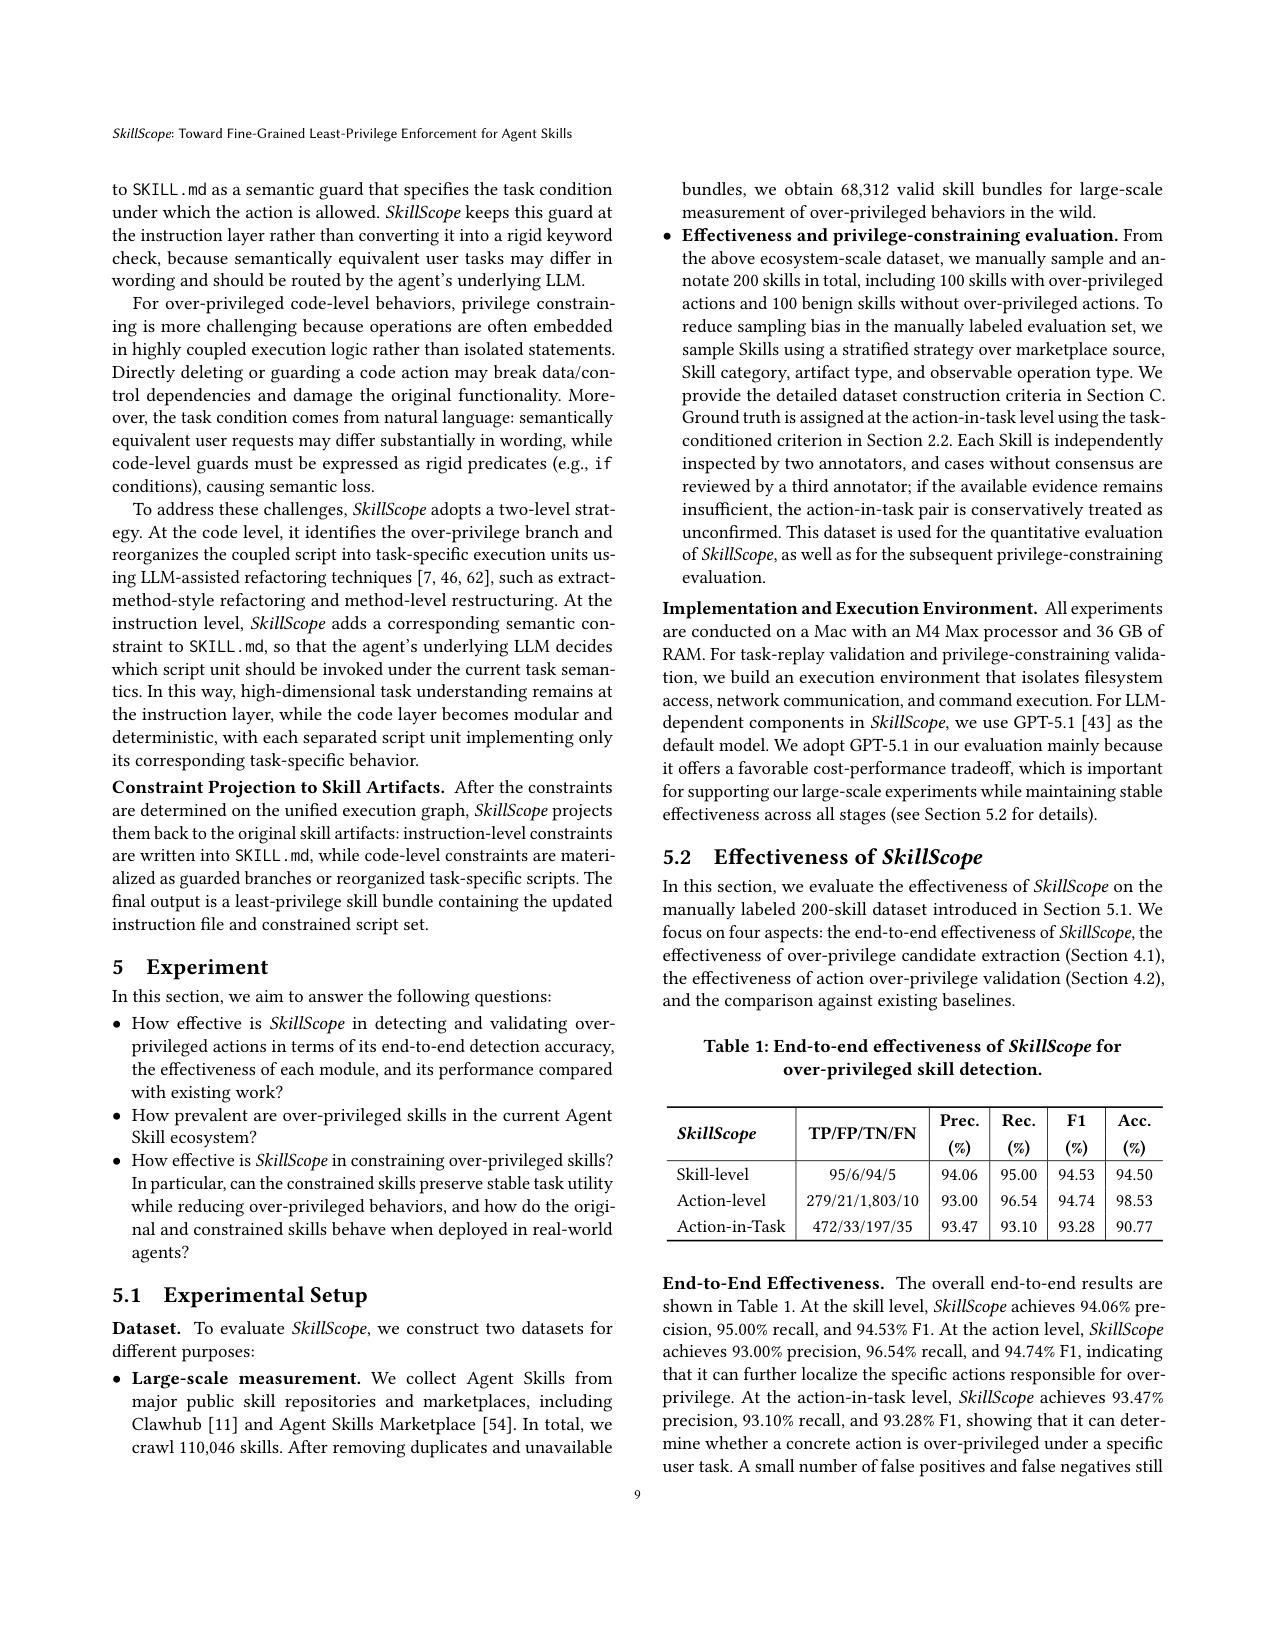 SkillScope: Toward Fine-Grained Least-Privilege Enforcement for Agent Skills
to SKILL.md as a semantic guard that specifies the task condition
under which the action is allowed. SkillScope keeps this guard at
the instruction layer rather than converting it into a rigid keyword
check, because semantically equivalent user tasks may differ in
wording and should be routed by the agent's underlying LLM.
For over-privileged code-level behaviors, privilege constrain-
ing is more challenging because operations are often embedded
in highly coupled execution logic rather than isolated statements.
Directly deleting or guarding a code action may break data/con-
trol dependencies and damage the original functionality. More-
over, the task condition comes from natural language: semantically
equivalent user requests may differ substantially in wording, while
code-level guards must be expressed as rigid predicates (e.g., if
conditions), causing semantic loss.
To address these challenges, SkillScope adopts a two-level strat-
egy. At the code level, it identifies the over-privilege branch and
reorganizes the coupled script into task-specific execution units us-
ing LLM-assisted refactoring techniques [7, 46, 62], such as extract-
method-style refactoring and method-level restructuring. At the
instruction level, SkillScope adds a corresponding semantic con-
straint to SKILL.md, so that the agent's underlying LLM decides
which script unit should be invoked under the current task seman-
tics. In this way, high-dimensional task understanding remains at
the instruction layer, while the code layer becomes modular and
deterministic, with each separated script unit implementing only
its corresponding task-specific behavior.
Constraint Projection to Skill Artifacts. After the constraints
are determined on the unified execution graph, SkillScope projects
them back to the original skill artifacts: instruction-level constraints
are written into SKILL.md, while code-level constraints are materi-
alized as guarded branches or reorganized task-specific scripts. The
final output is a least-privilege skill bundle containing the updated
instruction file and constrained script set.
5 Experiment
In this section, we aim to answer the following questions:
• How effective is SkillScope in detecting and validating over-
privileged actions in terms of its end-to-end detection accuracy,
the effectiveness of each module, and its performance compared
with existing work?
• How prevalent are over-privileged skills in the current Agent
Skill ecosystem?
• How effective is SkillScope in constraining over-privileged skills?
In particular, can the constrained skills preserve stable task utility
while reducing over-privileged behaviors, and how do the origi-
nal and constrained skills behave when deployed in real-world
agents?
5.1 Experimental Setup
Dataset. To evaluate SkillScope, we construct two datasets for
different purposes:
• Large-scale measurement. We collect Agent Skills from
major public skill repositories and marketplaces, including
Clawhub [11] and Agent Skills Marketplace [54]. In total, we
crawl 110,046 skills. After removing duplicates and unavailable
bundles, we obtain 68,312 valid skill bundles for large-scale
measurement of over-privileged behaviors in the wild.
• Effectiveness and privilege-constraining evaluation. From
the above ecosystem-scale dataset, we manually sample and an-
notate 200 skills in total, including 100 skills with over-privileged
actions and 100 benign skills without over-privileged actions. To
reduce sampling bias in the manually labeled evaluation set, we
sample Skills using a stratified strategy over marketplace source,
Skill category, artifact type, and observable operation type. We
provide the detailed dataset construction criteria in Section C.
Ground truth is assigned at the action-in-task level using the task-
conditioned criterion in Section 2.2. Each Skill is independently
inspected by two annotators, and cases without consensus are
reviewed by a third annotator; if the available evidence remains
insufficient, the action-in-task pair is conservatively treated as
unconfirmed. This dataset is used for the quantitative evaluation
of SkillScope, as well as for the subsequent privilege-constraining
evaluation.
Implementation and Execution Environment. All experiments
are conducted on a Mac with an M4 Max processor and 36 GB of
RAM. For task-replay validation and privilege-constraining valida-
tion, we build an execution environment that isolates filesystem
access, network communication, and command execution. For LLM-
dependent components in SkillScope, we use GPT-5.1 [43] as the
default model. We adopt GPT-5.1 in our evaluation mainly because
it offers a favorable cost-performance tradeoff, which is important
for supporting our large-scale experiments while maintaining stable
effectiveness across all stages (see Section 5.2 for details).
5.2 Effectiveness of SkillScope
In this section, we evaluate the effectiveness of SkillScope on the
manually labeled 200-skill dataset introduced in Section 5.1. We
focus on four aspects: the end-to-end effectiveness of SkillScope, the
effectiveness of over-privilege candidate extraction (Section 4.1),
the effectiveness of action over-privilege validation (Section 4.2),
and the comparison against existing baselines.
Table 1: End-to-end effectiveness of SkillScope for
over-privileged skill detection.
SkillScope TP/FP/TN/FN Prec. (%) Rec. (%) F1 (%) Acc. (%)
Skill-level 95/6/94/5 94.06 95.00 94.53 94.50
Action-level 279/21/1,803/10 93.00 96.54 94.74 98.53
Action-in-Task 472/33/197/35 93.47 93.10 93.28 90.77
End-to-End Effectiveness. The overall end-to-end results are
shown in Table 1. At the skill level, SkillScope achieves 94.06% pre-
cision, 95.00% recall, and 94.53% F1. At the action level, SkillScope
achieves 93.00% precision, 96.54% recall, and 94.74% F1, indicating
that it can further localize the specific actions responsible for over-
privilege. At the action-in-task level, SkillScope achieves 93.47%
precision, 93.10% recall, and 93.28% F1, showing that it can deter-
mine whether a concrete action is over-privileged under a specific
user task. A small number of false positives and false negatives still
9